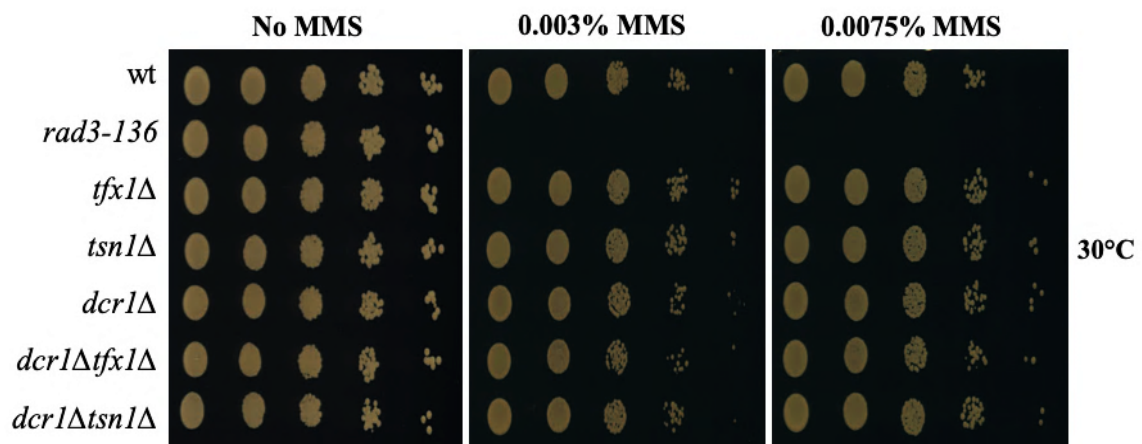 No MMS 0.003% MMS 0.0075% MMS
wt
rad3-136
tfx1Δ
tsn1Δ
30°C
dcr1Δ
dcr1Δtfx1Δ
dcr1Δtsn1Δ